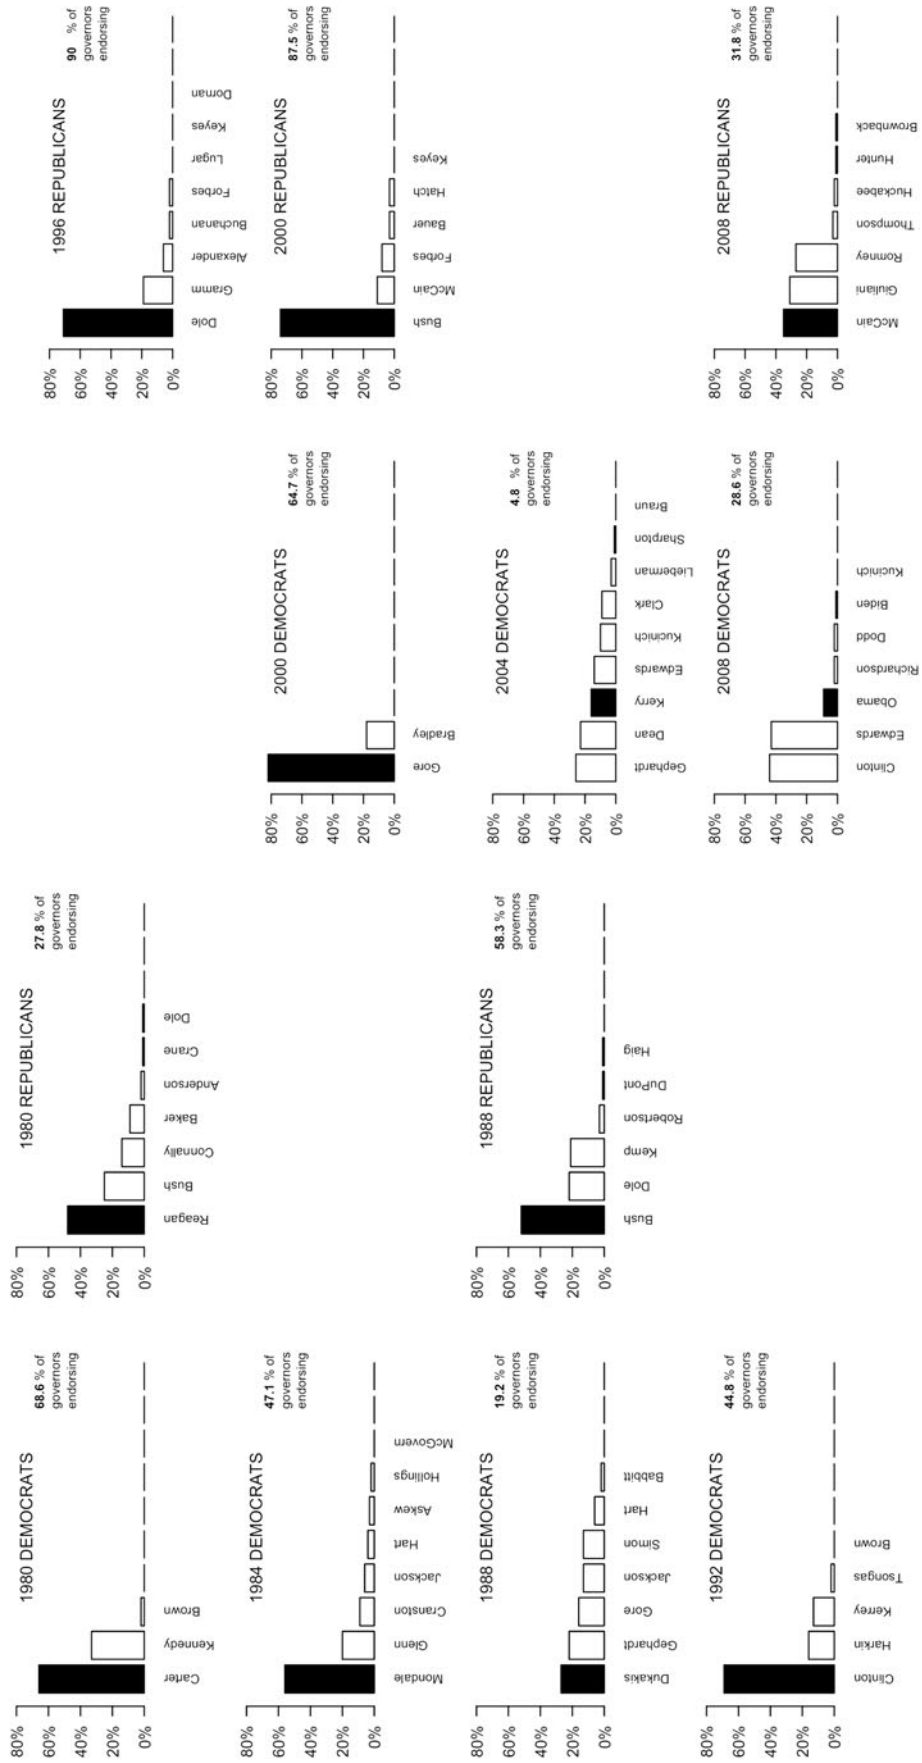 1980 DEMOCRATS
68.6 % of
governors
endorsing
80%
60%
40%
20%
0%
Carter
Kennedy
Brown
1984 DEMOCRATS
47.1 % of
governors
endorsing
80%
60%
40%
20%
0%
Mondale
Glenn
Cranston
Jackson
Hart
Askew
Hollings
McGovern
1988 DEMOCRATS
19.2 % of
governors
endorsing
80%
60%
40%
20%
0%
Dukakis
Gephardt
Gore
Jackson
Simon
Hart
Babbitt
1992 DEMOCRATS
44.8 % of
governors
endorsing
80%
60%
40%
20%
0%
Clinton
Harkin
Kerrey
Tsongas
Brown
1980 REPUBLICANS
27.8 % of
governors
endorsing
80%
60%
40%
20%
0%
Reagan
Bush
Connally
Baker
Anderson
Crane
Dole
1988 REPUBLICANS
58.3 % of
governors
endorsing
80%
60%
40%
20%
0%
Bush
Dole
Kemp
Robertson
DuPont
Haig
2000 DEMOCRATS
64.7 % of
governors
endorsing
80%
60%
40%
20%
0%
Gore
Bradley
2004 DEMOCRATS
4.8 % of
governors
endorsing
80%
60%
40%
20%
0%
Gephardt
Dean
Kerry
Edwards
Kucinich
Clark
Lieberman
Sharpton
Braun
2008 DEMOCRATS
28.6 % of
governors
endorsing
80%
60%
40%
20%
0%
Clinton
Edwards
Obama
Richardson
Dodd
Biden
Kucinich
1996 REPUBLICANS
90 % of
governors
endorsing
80%
60%
40%
20%
0%
Dole
Gramm
Alexander
Buchanan
Forbes
Lugar
Keyes
Dornan
2000 REPUBLICANS
87.5 % of
governors
endorsing
80%
60%
40%
20%
0%
Bush
McCain
Forbes
Bauer
Hatch
Keyes
2008 REPUBLICANS
31.8 % of
governors
endorsing
80%
60%
40%
20%
0%
McCain
Giuliani
Romney
Thompson
Huckabee
Hunter
Brownback